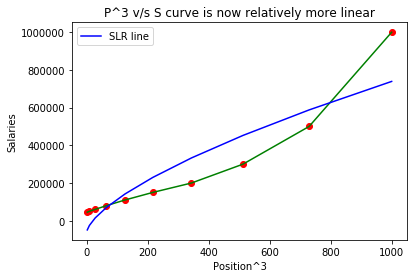 P^3 v/s S curve is now relatively more linear
SLR line
1000000
800000
600000
400000
200000
0
Salaries
0 200 400 600 800 1000
Position^3